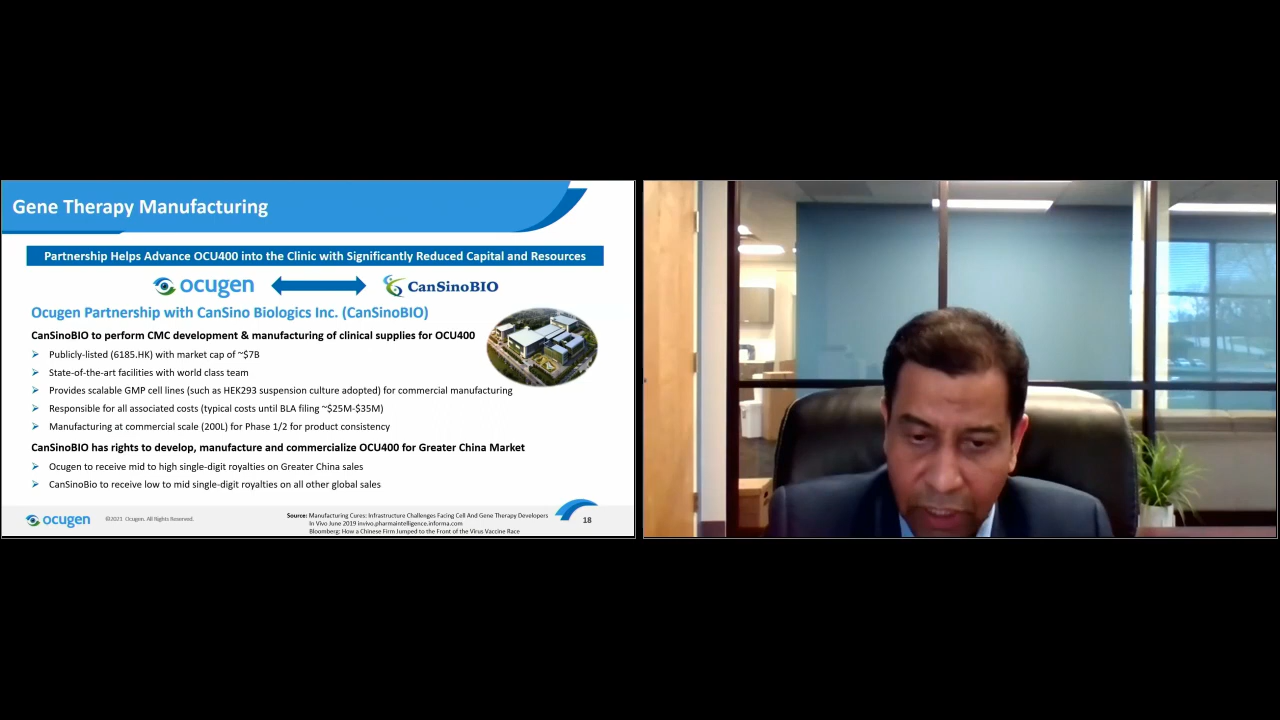 Gene Therapy Manufacturing
Partnership Helps Advance OCU400 into the Clinic with Significantly Reduced Capital and Resources
ocugen
CanSinoBIO
Ocugen Partnership with CanSino Biologics Inc. (CanSinoBIO)
CanSinoBIO to perform CMC development & manufacturing of clinical supplies for OCU400
Publicly-listed (6185.HK) with market cap of ~$7B
State-of-the-art facilities with world class team
Provides scalable GMP cell lines (such as HEK293 suspension culture adopted) for commercial manufacturing
Responsible for all associated costs (typical costs until BLA filing ~$25M-$35M)
Manufacturing at commercial scale (200L) for Phase 1/2 for product consistency
CanSinoBIO has rights to develop, manufacture and commercialize OCU400 for Greater China Market
Ocugen to receive mid to high single-digit royalties on Greater China sales
CanSinoBio to receive low to mid single-digit royalties on all other global sales
ocugen
©2021 Ocugen. All Rights Reserved.
Source: Manufacturing Cures: Infrastructure Challenges Facing Cell And Gene Therapy Developers
In Vivo June 2019 invivo.pharmaintelligence.informa.com
Bloomberg: How a Chinese Firm Jumped to the Front of the Virus Vaccine Race
18